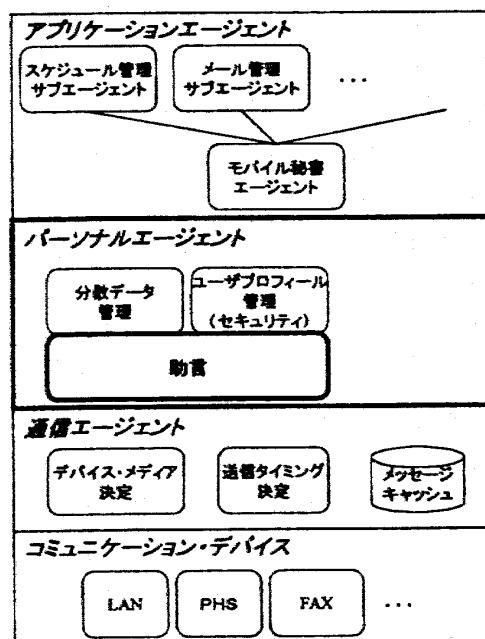 アプリケーションエージェント
スケジュール管理
サブエージェント
メール管理
サブエージェント
...
モバイル秘書
エージェント
パーソナルエージェント
分散データ
管理
ユーザプロフィール
管理
(セキュリティ)
助言
通信エージェント
デバイス・メディア
決定
送信タイミング
決定
メッセージ
キャッシュ
コミュニケーション・デバイス
LAN
PHS
FAX
...